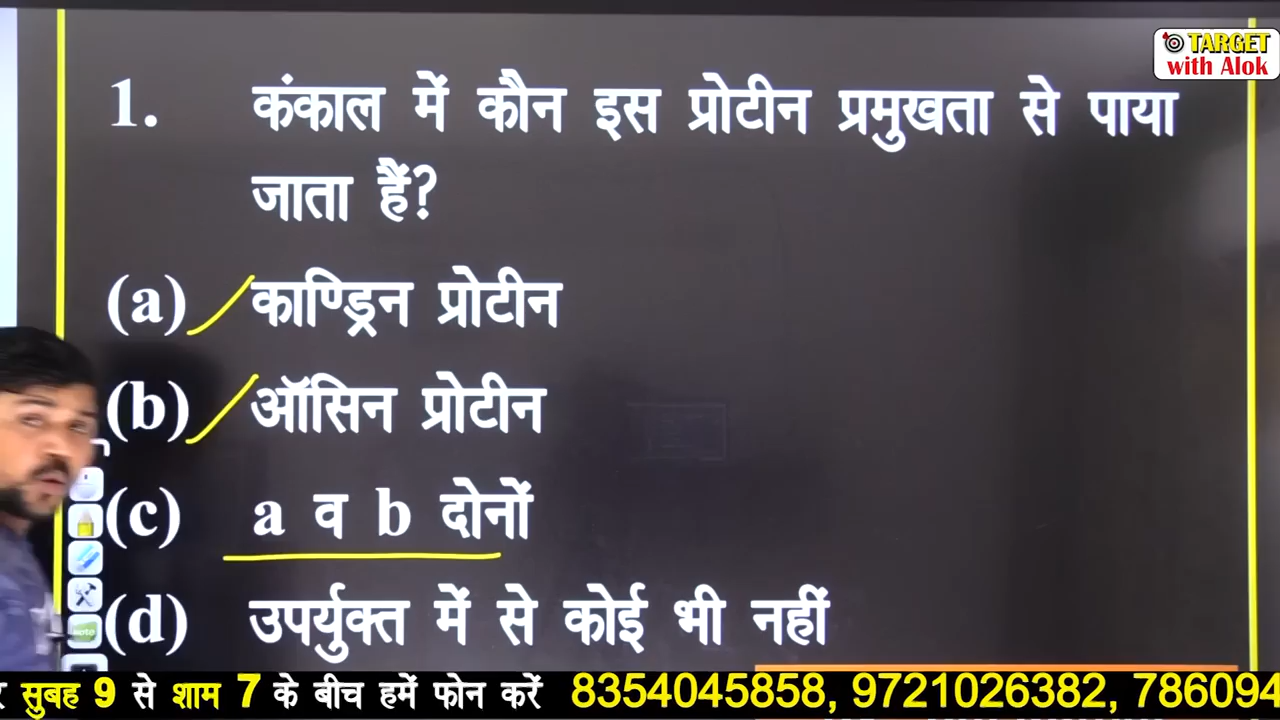 TARGET
with Alok
1. कंकाल में कौन इस प्रोटीन प्रमुखता से पाया
जाता हैं?
(a) काण्ड्रिन प्रोटीन
(b) ऑसिन प्रोटीन
(c) a व b दोनों
(d) उपर्युक्त में से कोई भी नहीं
सुबह 9 से शाम 7 के बीच हमें फोन करें 8354045858, 9721026382, 786094